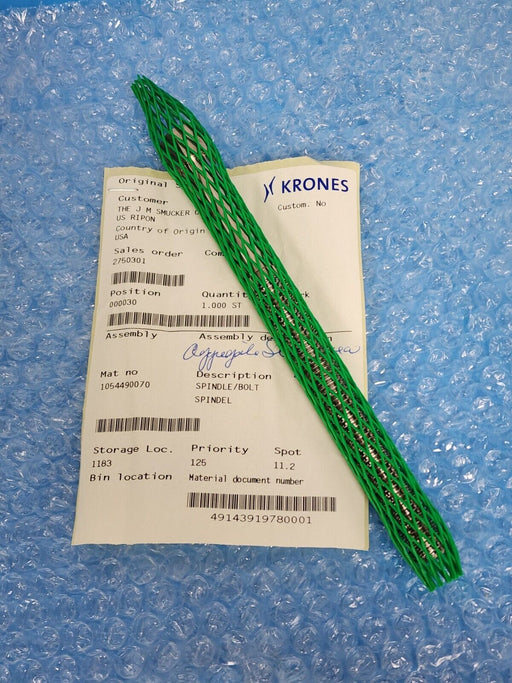 Original
KRONES
Customer
Custom. No
THE J M SMUCKER
US RIPON
Country of Origin
USA
Sales order
2750301
Position
000030
1.000 ST
Assembly Assembly
Mat no Description
1054490070 SPINDLE/BOLT
SPINDEL
Storage Loc. Priority Spot
1183 125 11.2
Bin location Material document number
49143919780001